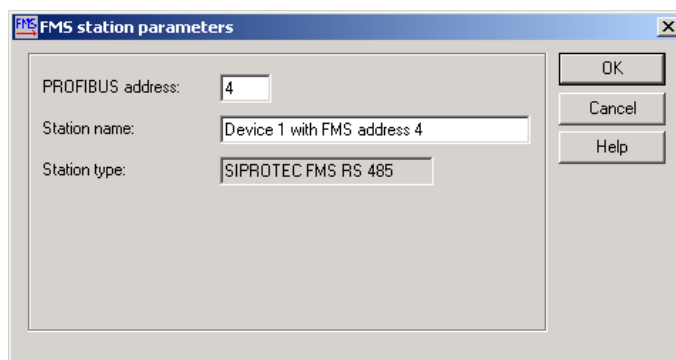 FMS FMS station parameters
PROFIBUS address: 4
OK
Station name: Device 1 with FMS address 4
Cancel
Station type: SIPROTEC FMS RS 485
Help